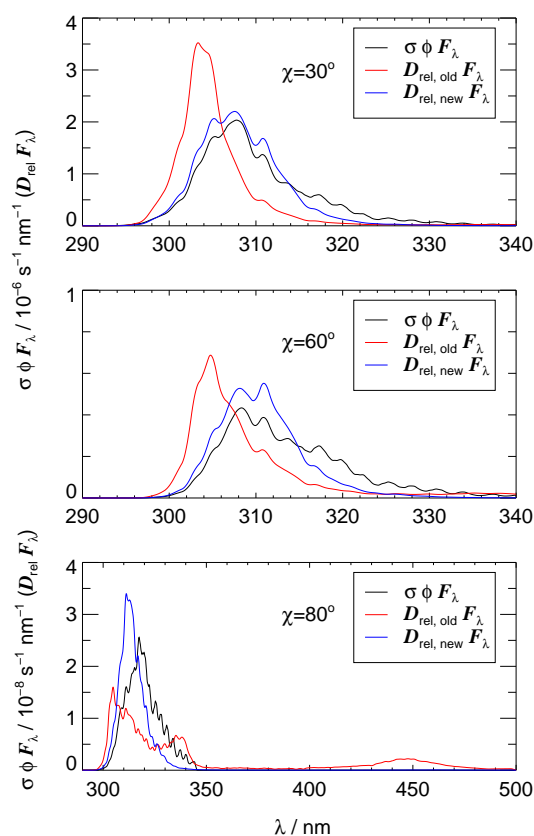 σ φ F_λ / 10⁻⁶ s⁻¹ nm⁻¹ (D_rel F_λ)
4
3
2
1
0
χ=30°
σ φ F_λ
D_rel, old F_λ
D_rel, new F_λ
290 300 310 320 330 340
1
0
χ=60°
σ φ F_λ
D_rel, old F_λ
D_rel, new F_λ
290 300 310 320 330 340
σ φ F_λ / 10⁻⁸ s⁻¹ nm⁻¹ (D_rel F_λ)
4
3
2
1
0
χ=80°
σ φ F_λ
D_rel, old F_λ
D_rel, new F_λ
300 350 400 450 500
λ / nm